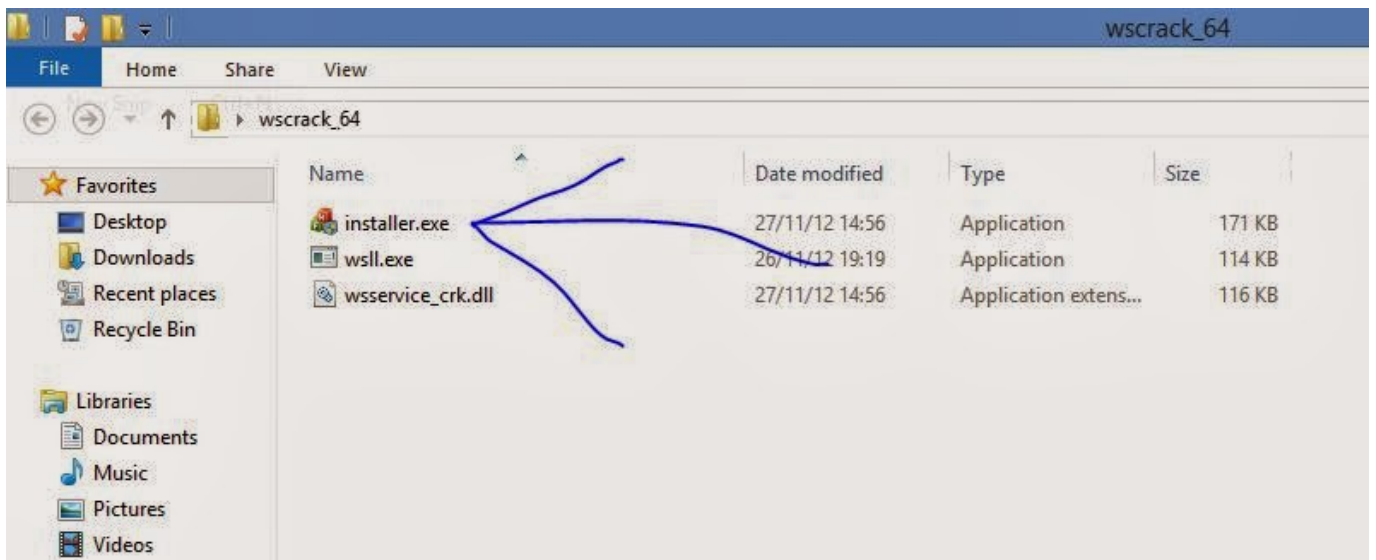 wscrack_64
File Home Share View
wscrack_64
Favorites
Desktop
Downloads
Recent places
Recycle Bin
Libraries
Documents
Music
Pictures
Videos
Name Date modified Type Size
installer.exe 27/11/12 14:56 Application 171 KB
wsll.exe 26/11/12 19:19 Application 114 KB
wsservice_crk.dll 27/11/12 14:56 Application extens... 116 KB